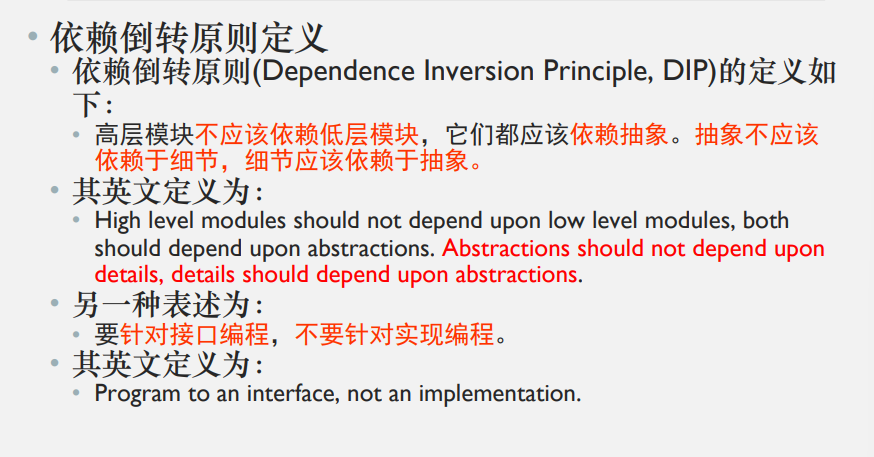 依赖倒转原则定义
依赖倒转原则(Dependence Inversion Principle, DIP)的定义如
下：
高层模块不应该依赖低层模块，它们都应该依赖抽象。抽象不应该
依赖于细节，细节应该依赖于抽象。
其英文定义为：
High level modules should not depend upon low level modules, both
should depend upon abstractions. Abstractions should not depend upon
details, details should depend upon abstractions.
另一种表述为：
要针对接口编程，不要针对实现编程。
其英文定义为：
Program to an interface, not an implementation.